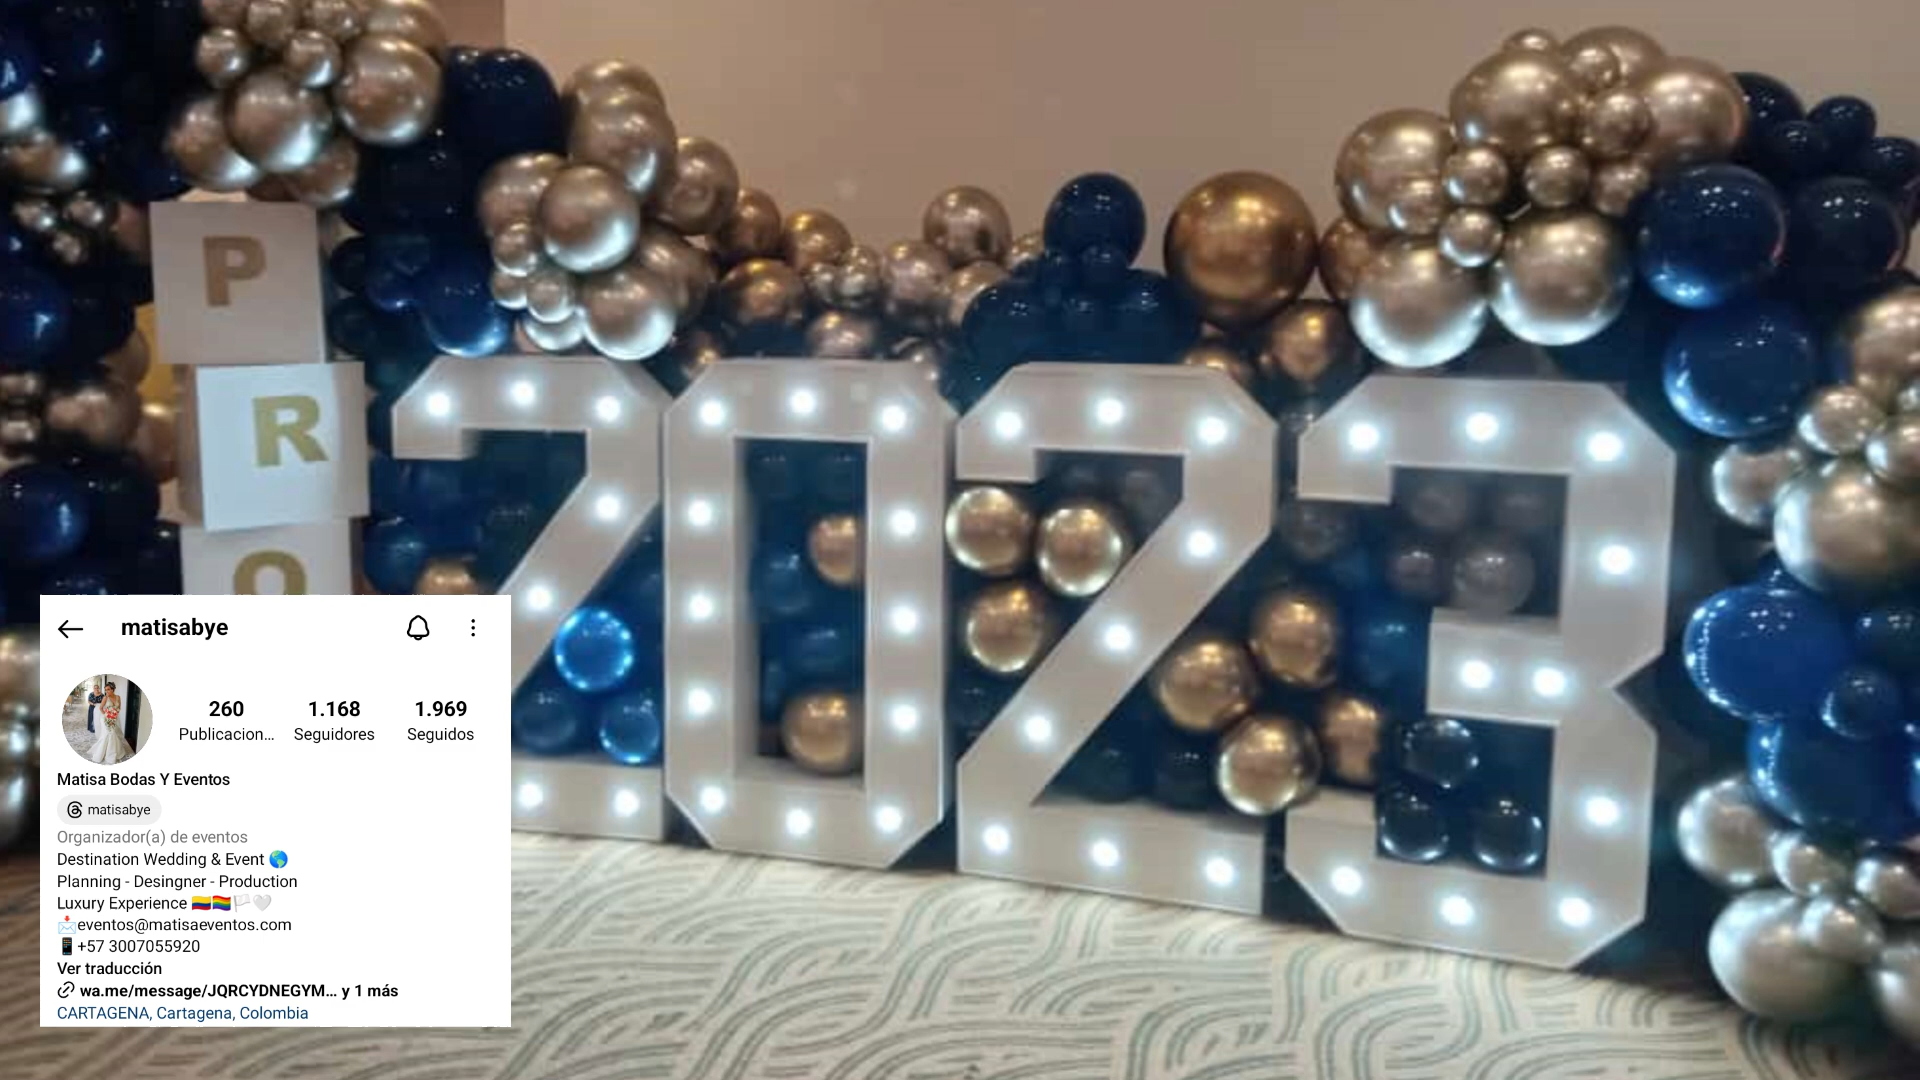 P
R
O
2023
matisabye
260 1.168 1.969
Publicacion... Seguidores Seguidos
Matisa Bodas Y Eventos
matisabye
Organizador(a) de eventos
Destination Wedding & Event 🌎
Planning - Desingner - Production
Luxury Experience 🇨🇴🏳️‍🌈🏳️🤍
📩eventos@matisaeventos.com
📱+57 3007055920
Ver traducción
wa.me/message/JQRCYDNEGYM... y 1 más
CARTAGENA, Cartagena, Colombia